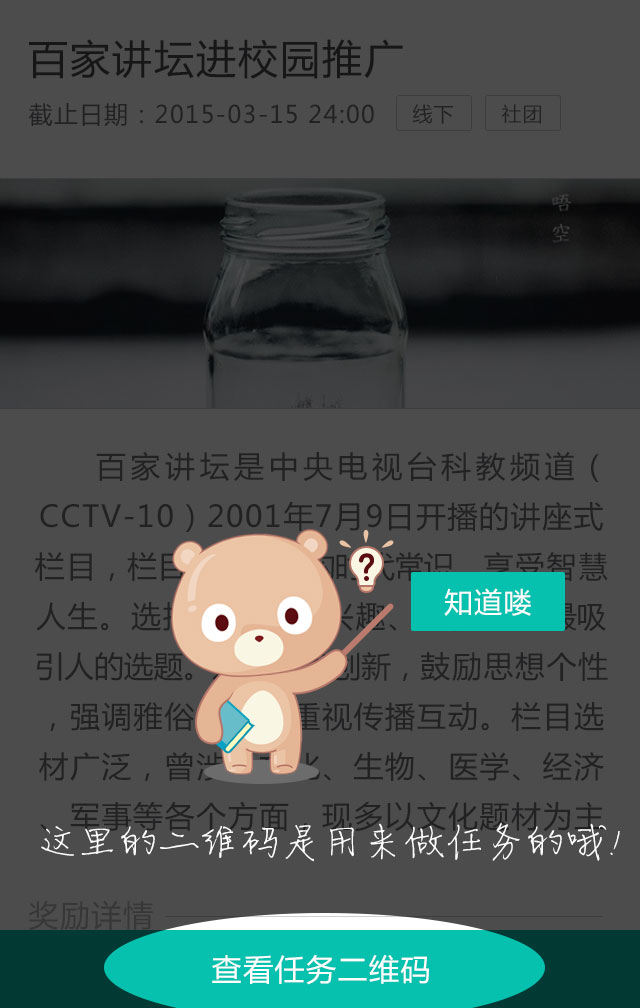 百家讲坛进校园推广
截止日期：2015-03-15 24:00 线下 社团
唔
空
百家讲坛是中央电视台科教频道（
CCTV-10）2001年7月9日开播的讲座式
栏目，栏目 式常识，享受智慧
人生。选择 兴趣、 最吸
引人的选题。 创新，鼓励思想个性
，强调雅俗 重视传播互动。栏目选
材广泛，曾涉 化、生物、医学、经济
、军事等各个方面，现多以文化题材为主
?
知道喽
这里的二维码是用来做任务的哦!
奖励详情
查看任务二维码